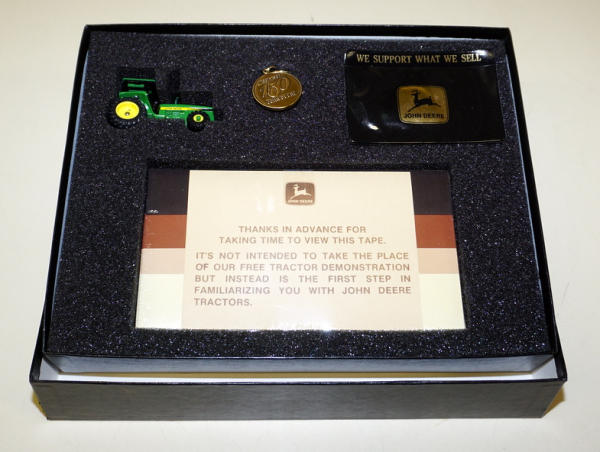 WE SUPPORT WHAT WE SELL
JOHN DEERE
JOHN DEERE
THANKS IN ADVANCE FOR
TAKING TIME TO VIEW THIS TAPE.
IT'S NOT INTENDED TO TAKE THE PLACE
OF OUR FREE TRACTOR DEMONSTRATION
BUT INSTEAD IS THE FIRST STEP IN
FAMILIARIZING YOU WITH JOHN DEERE
TRACTORS.